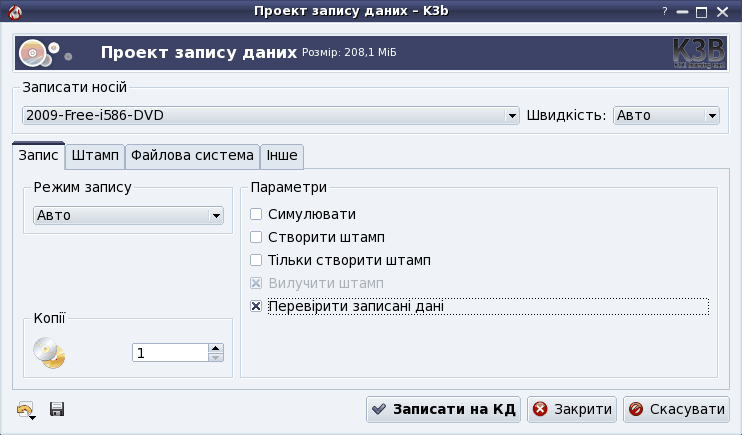 Проект запису даних – K3b
?
Проект запису даних Розмір: 208,1 МіБ
K3B
Записати носій
2009-Free-i586-DVD
Швидкість: Авто
Запис Штамп Файлова система Інше
Режим запису
Авто
Параметри
Симулювати
Створити штамп
Тільки створити штамп
Вилучити штамп
Перевірити записані дані
Копії
1
Записати на КД Закрити Скасувати